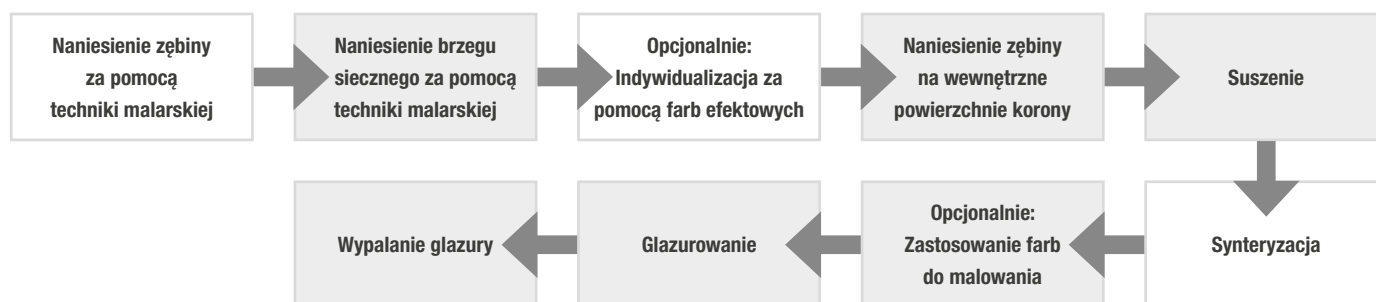 Naniesienie zębiny
za pomocą
techniki malarskiej
Naniesienie brzegu
siecznego za pomocą
techniki malarskiej
Opcjonalnie:
Indywidualizacja za
pomocą farb efektowych
Naniesienie zębiny
na wewnętrzne
powierzchnie korony
Suszenie
Synteryzacja
Opcjonalnie:
Zastosowanie farb
do malowania
Glazurowanie
Wypalanie glazury